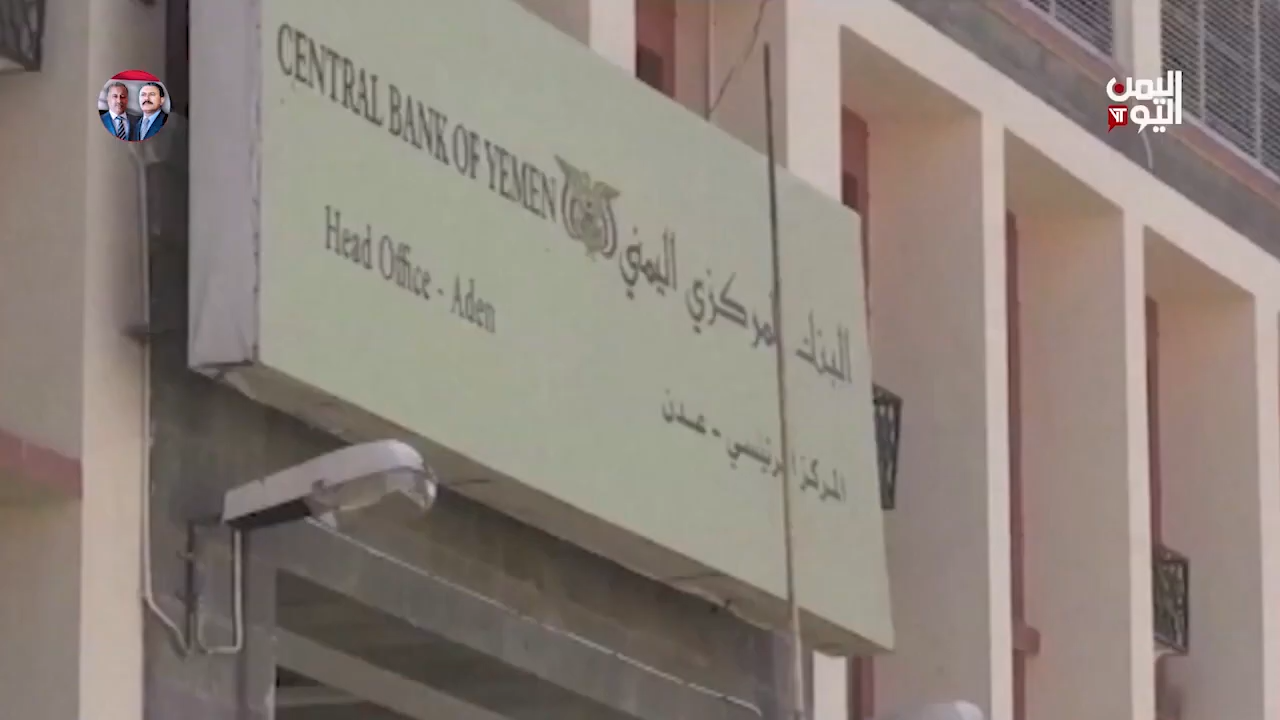 CENTRAL BANK OF YEMEN
البنك المركزي اليمني
Head Office - Aden
المركز الرئيسي - عدن
اليمن
اليوم